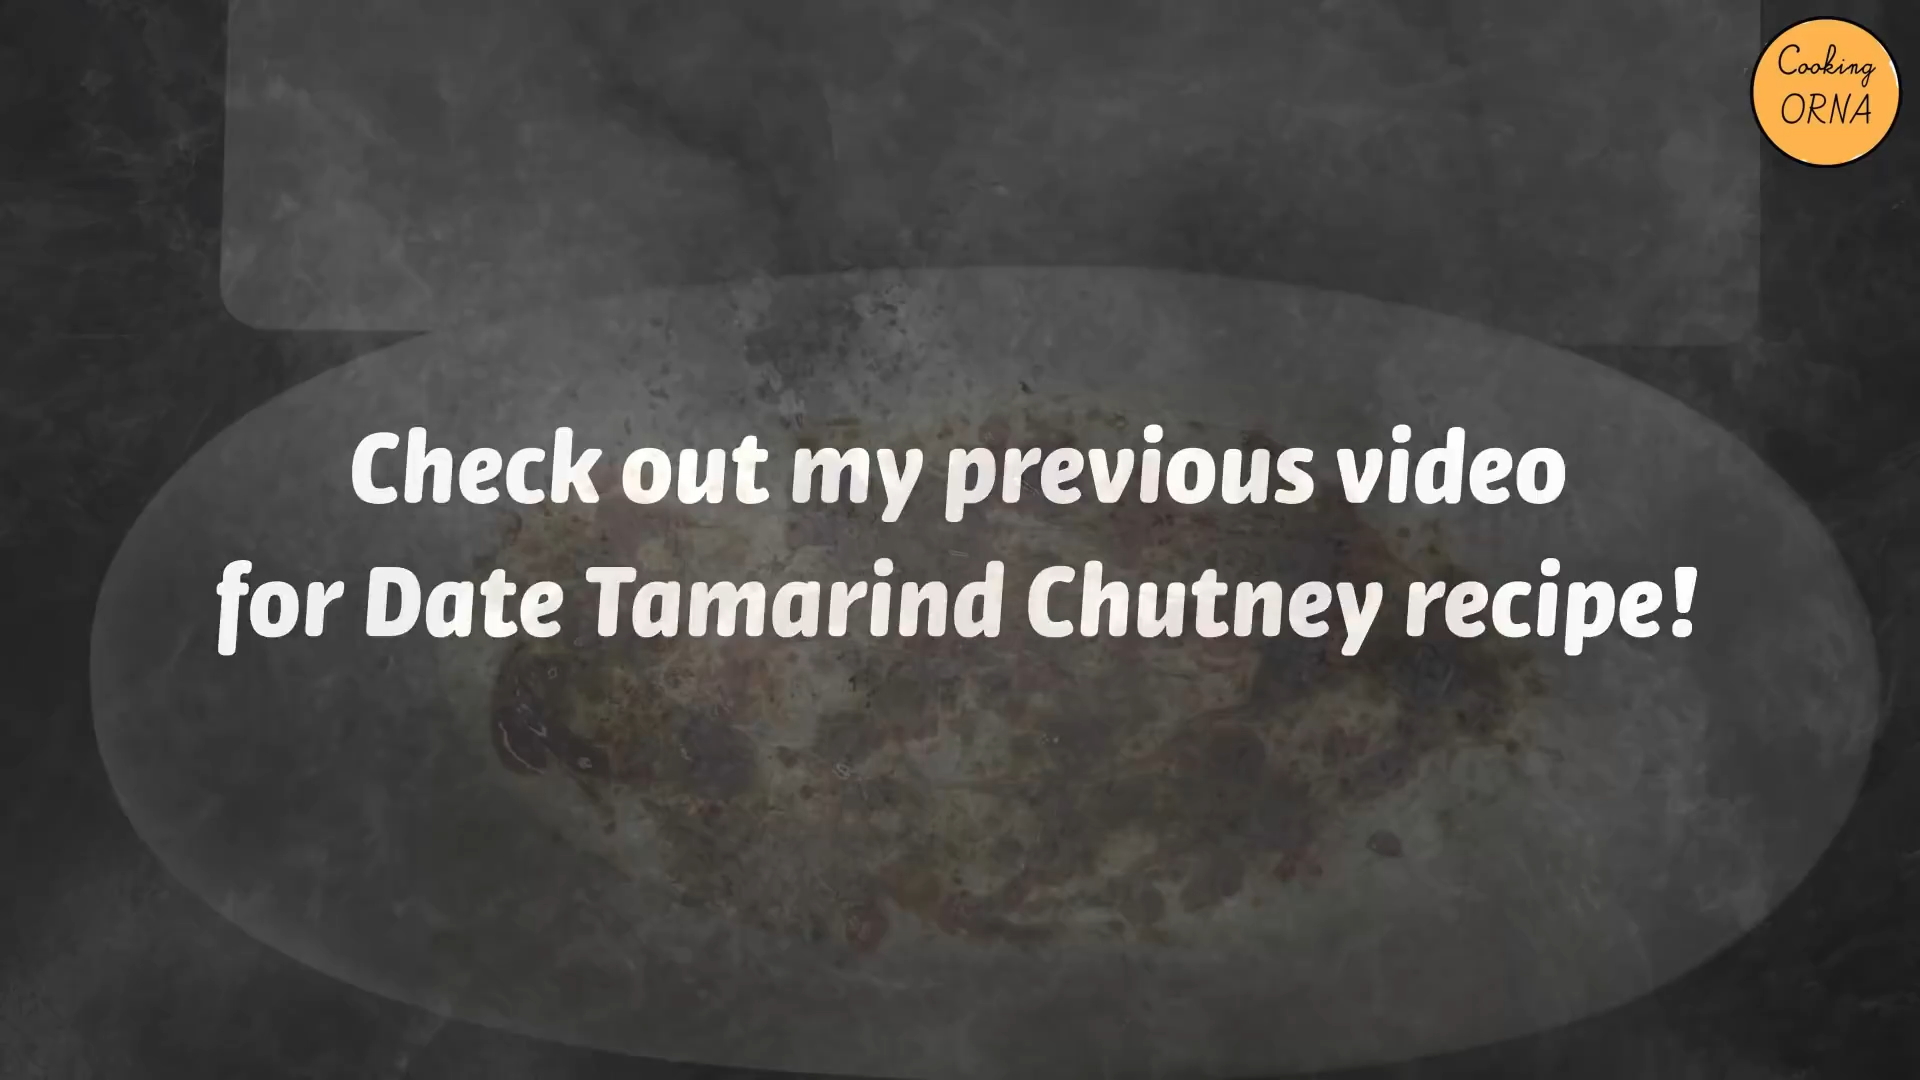 Cooking
ORNA
Check out my previous video
for Date Tamarind Chutney recipe!